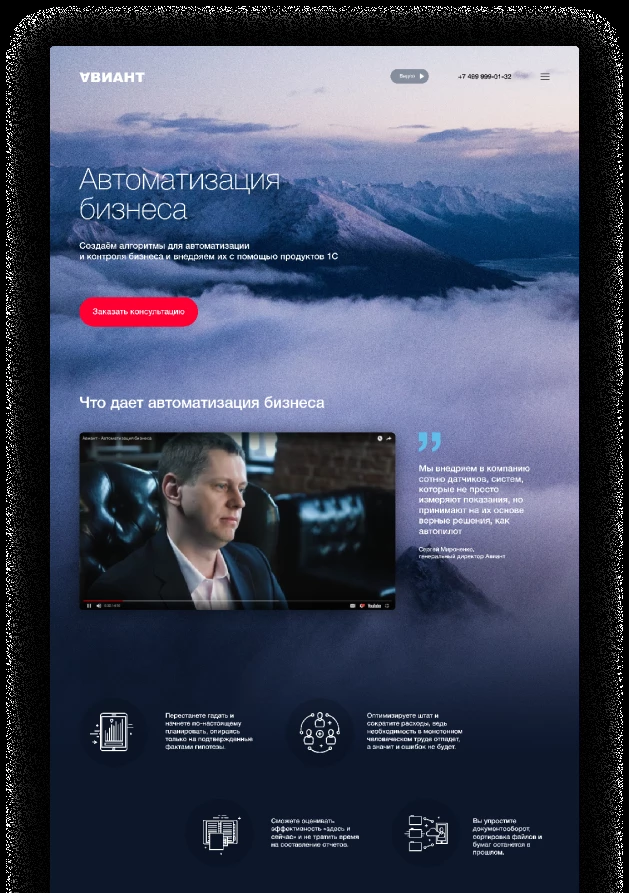 АВИАНТ
Видео
+7 499 999-01-32
Автоматизация
бизнеса
Создаём алгоритмы для автоматизации
и контроля бизнеса и внедряем их с помощью продуктов 1С
Заказать консультацию
Что дает автоматизация бизнеса
Авиант - Автоматизация бизнеса
Мы внедряем в компанию
сотню датчиков, систем,
которые не просто
измеряют показания, но
принимают на их основе
верные решения, как
автопилот
Сергей Мироненко,
генеральный директор Авиант
YouTube
Перестанете гадать и
начнете по-настоящему
планировать, опираясь
только на подтвержденные
фактами гипотезы.
Оптимизируете штат и
сократите расходы, ведь
необходимость в монотонном
человеческом труде отпадет,
а значит и ошибок не будет.
Сможете оценивать
эффективность «здесь и
сейчас» и не тратить время
на составление отчетов.
Вы упростите
документооборот,
сортировка файлов и
бумаг останется в
прошлом.